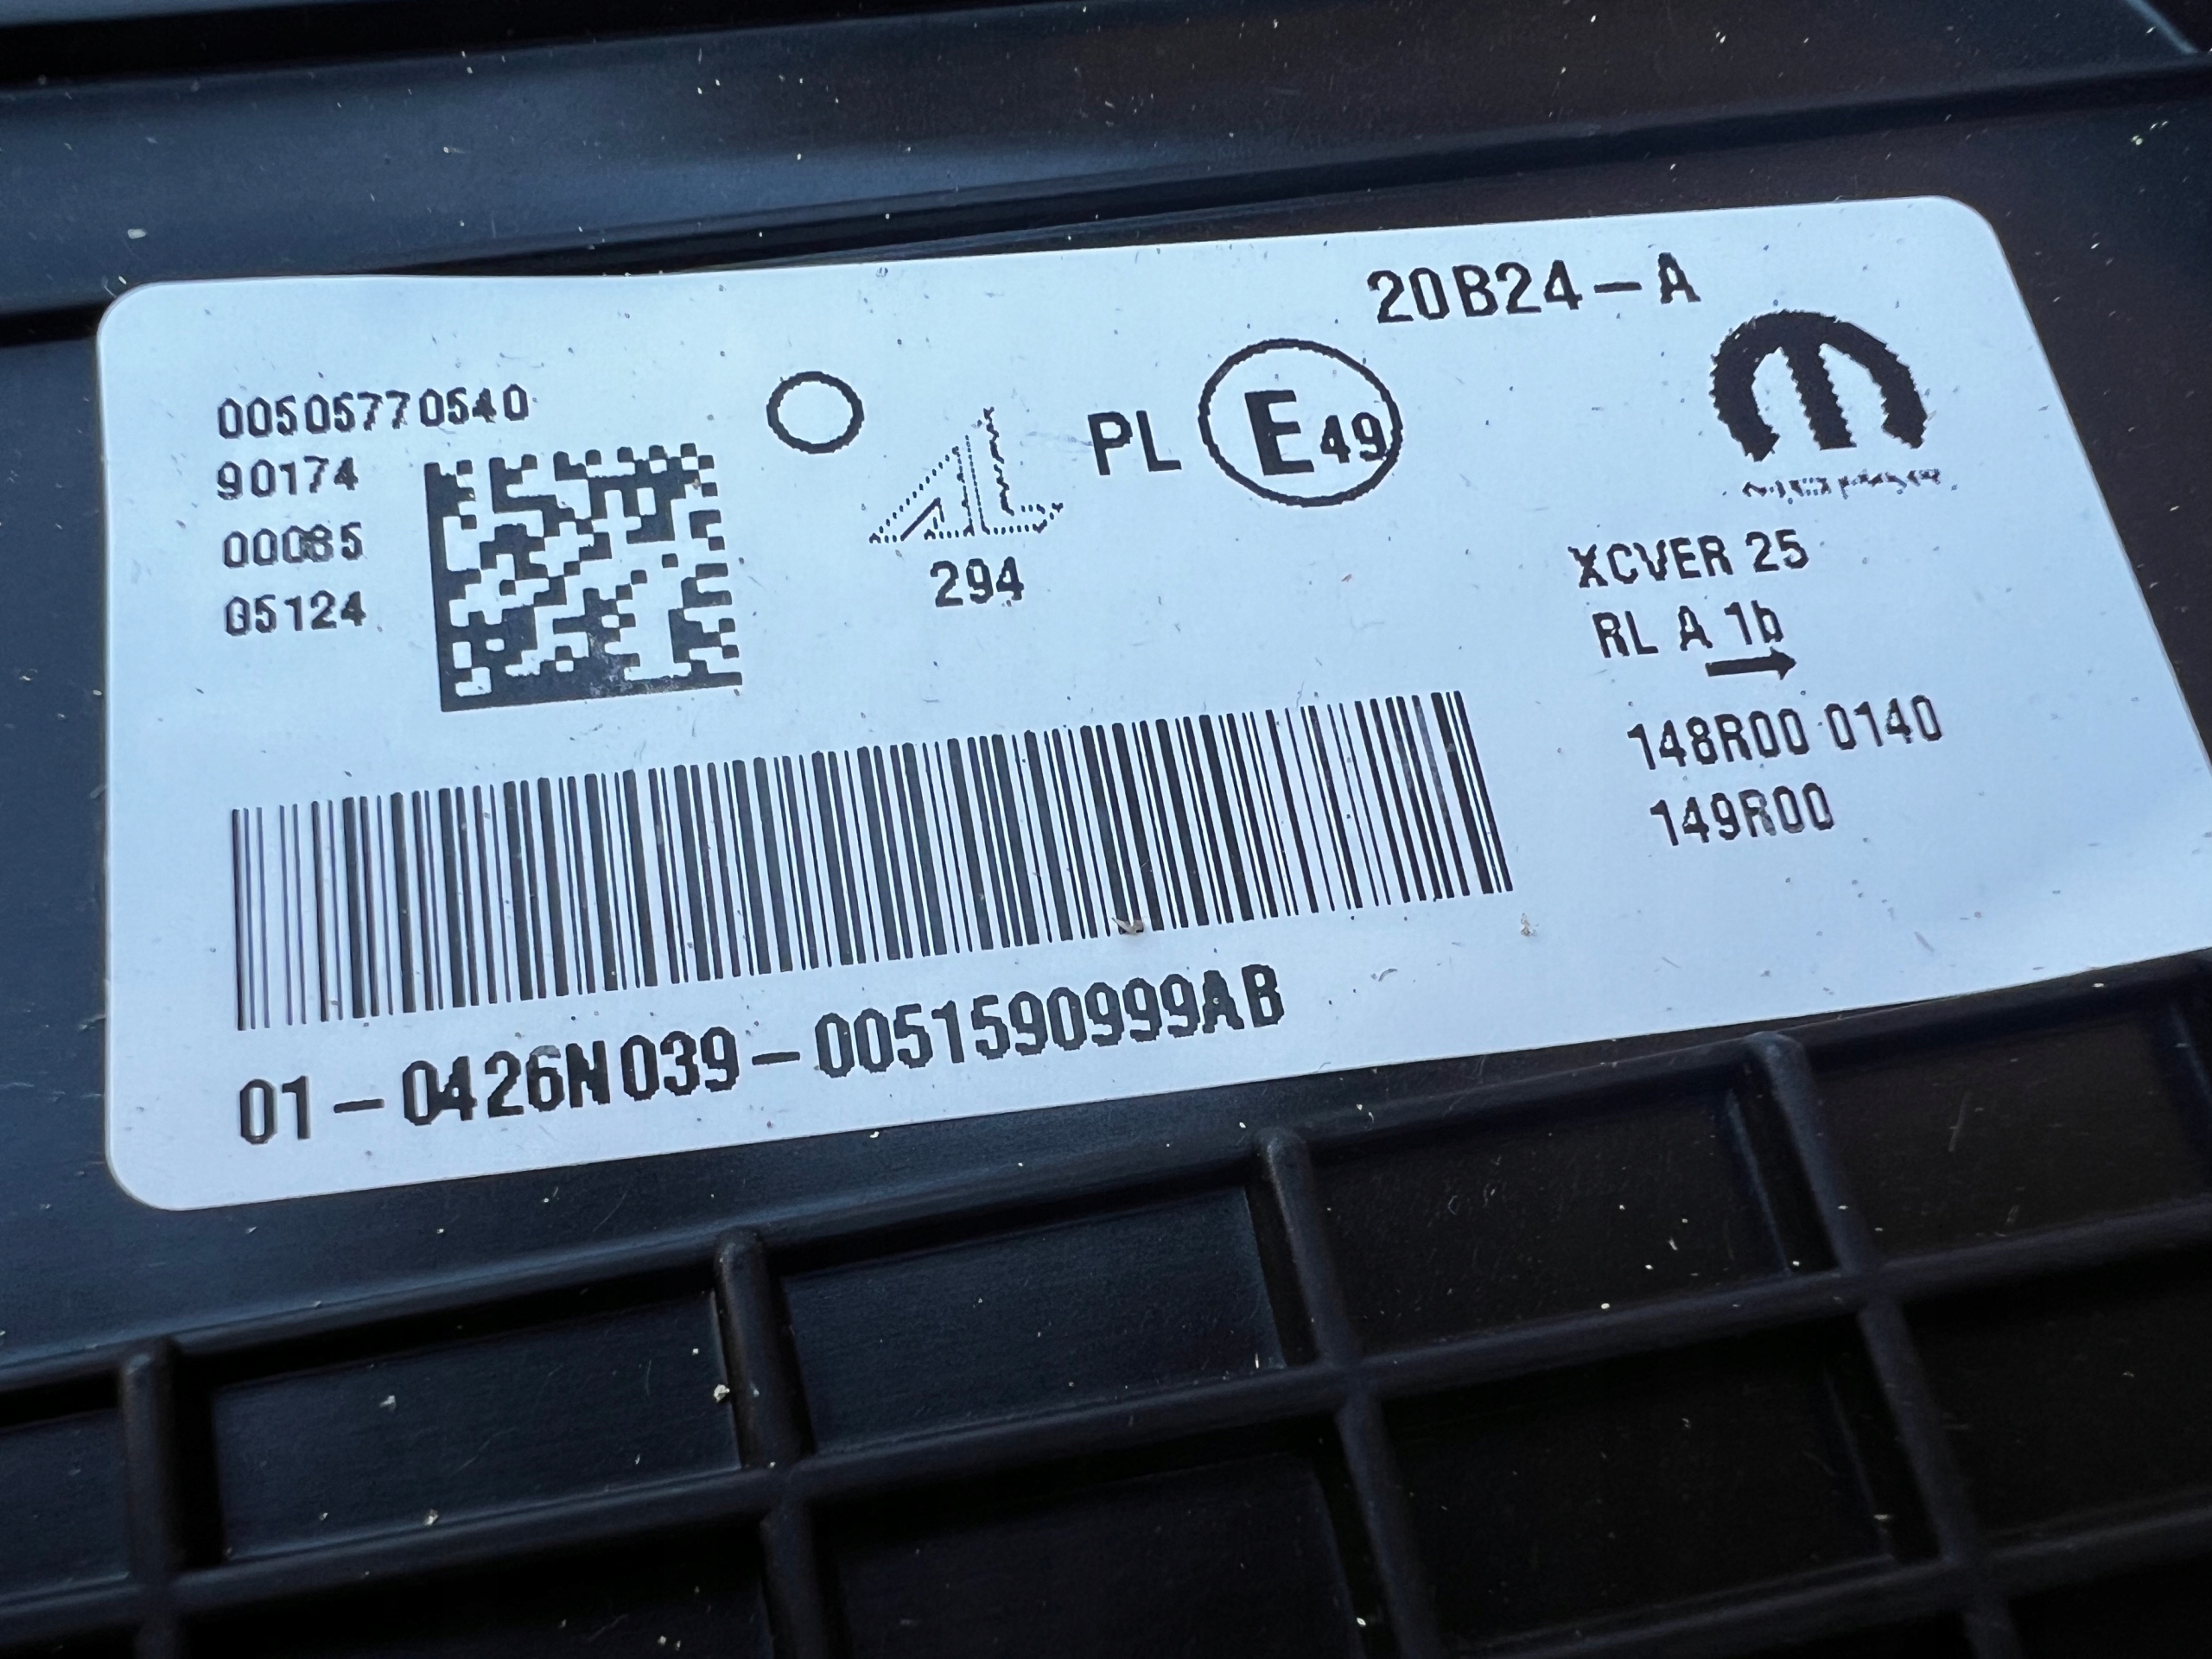 20B24-A
00505770540
90174
00085
05124
PL E49
294
XCVER 25
RL A 1b
148R00 0140
149R00
01-0426N039-0051590999AB